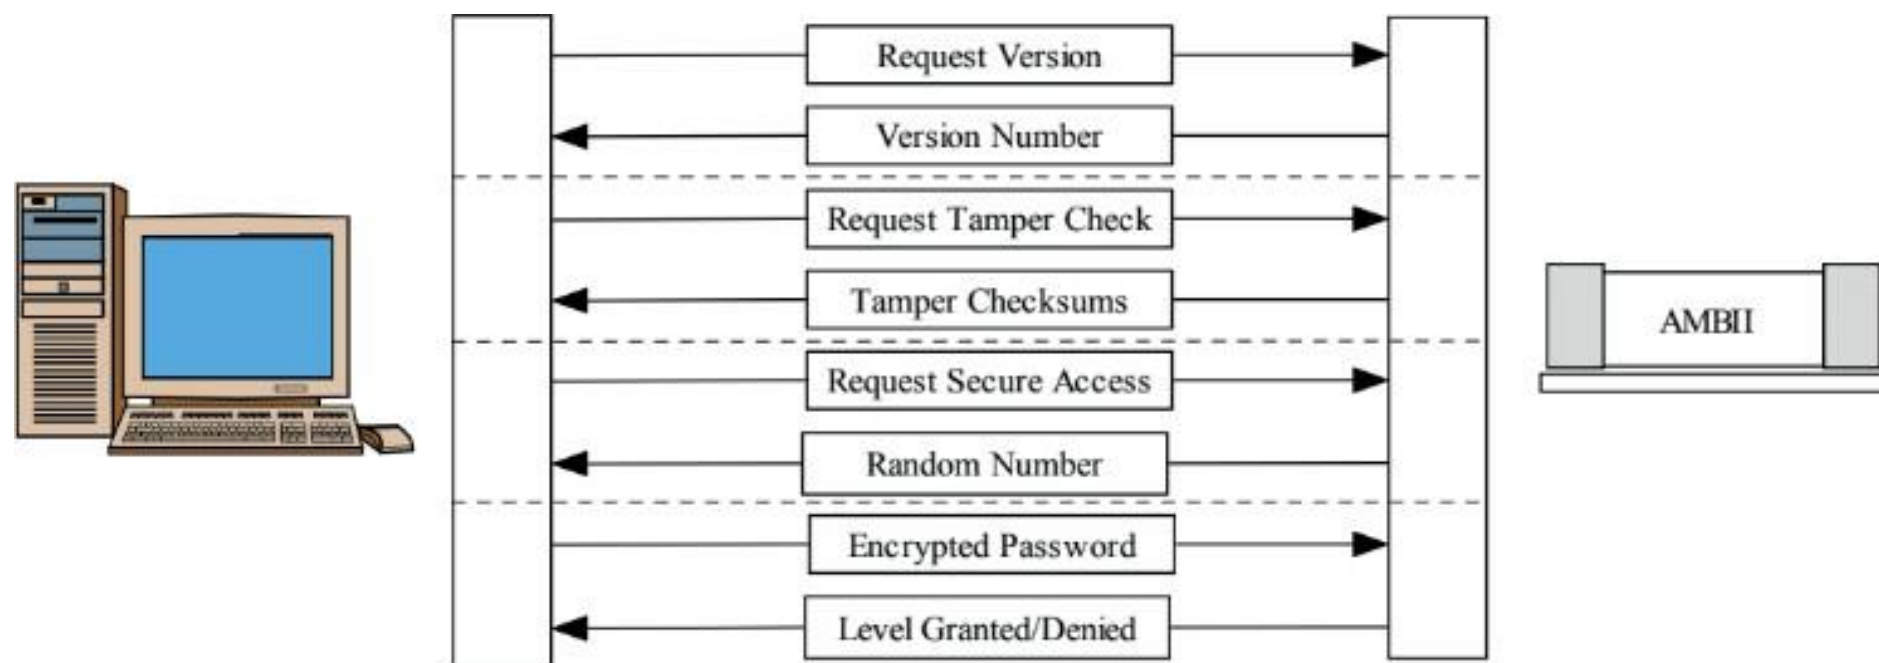 Request Version
Version Number
Request Tamper Check
Tamper Checksums
AMBII
Request Secure Access
Random Number
Encrypted Password
Level Granted/Denied